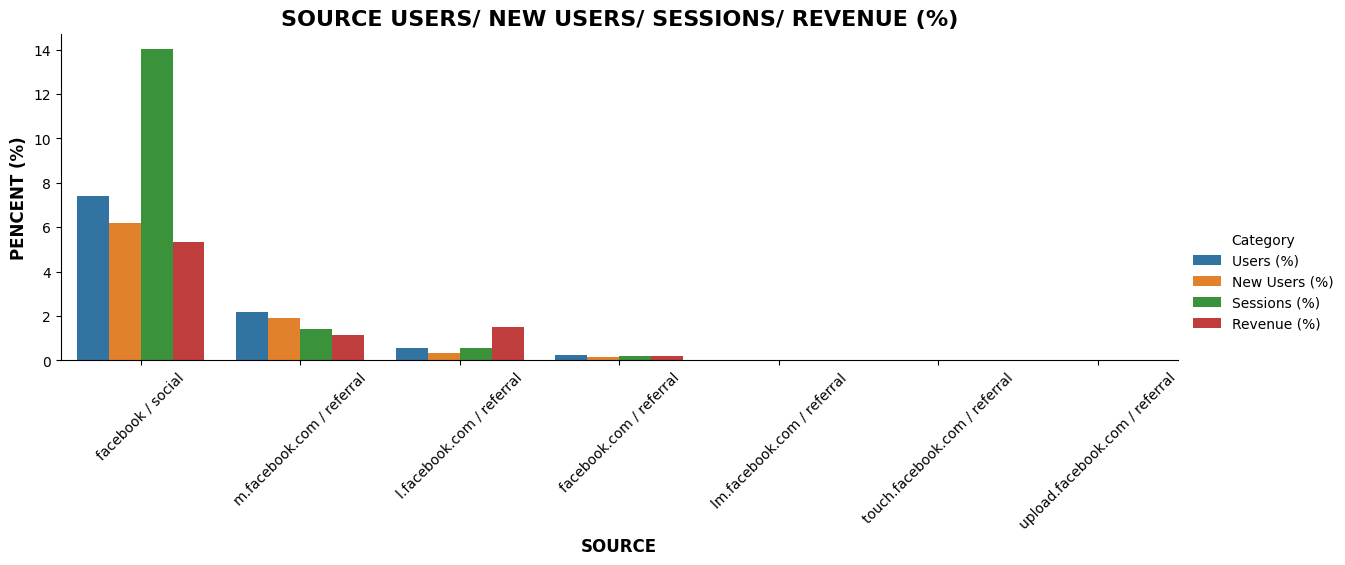 SOURCE USERS/ NEW USERS/ SESSIONS/ REVENUE (%)
PENCENT (%)
14
12
10
8
6
4
2
0
facebook / social
m.facebook.com / referral
l.facebook.com / referral
facebook.com / referral
lm.facebook.com / referral
touch.facebook.com / referral
upload.facebook.com / referral
SOURCE
Category
Users (%)
New Users (%)
Sessions (%)
Revenue (%)